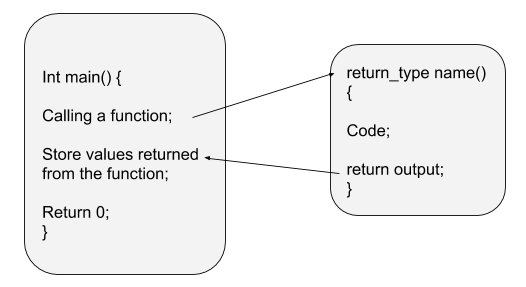 Int main() {
Calling a function;
Store values returned
from the function;
Return 0;
}
return_type name()
{
Code;
return output;
}